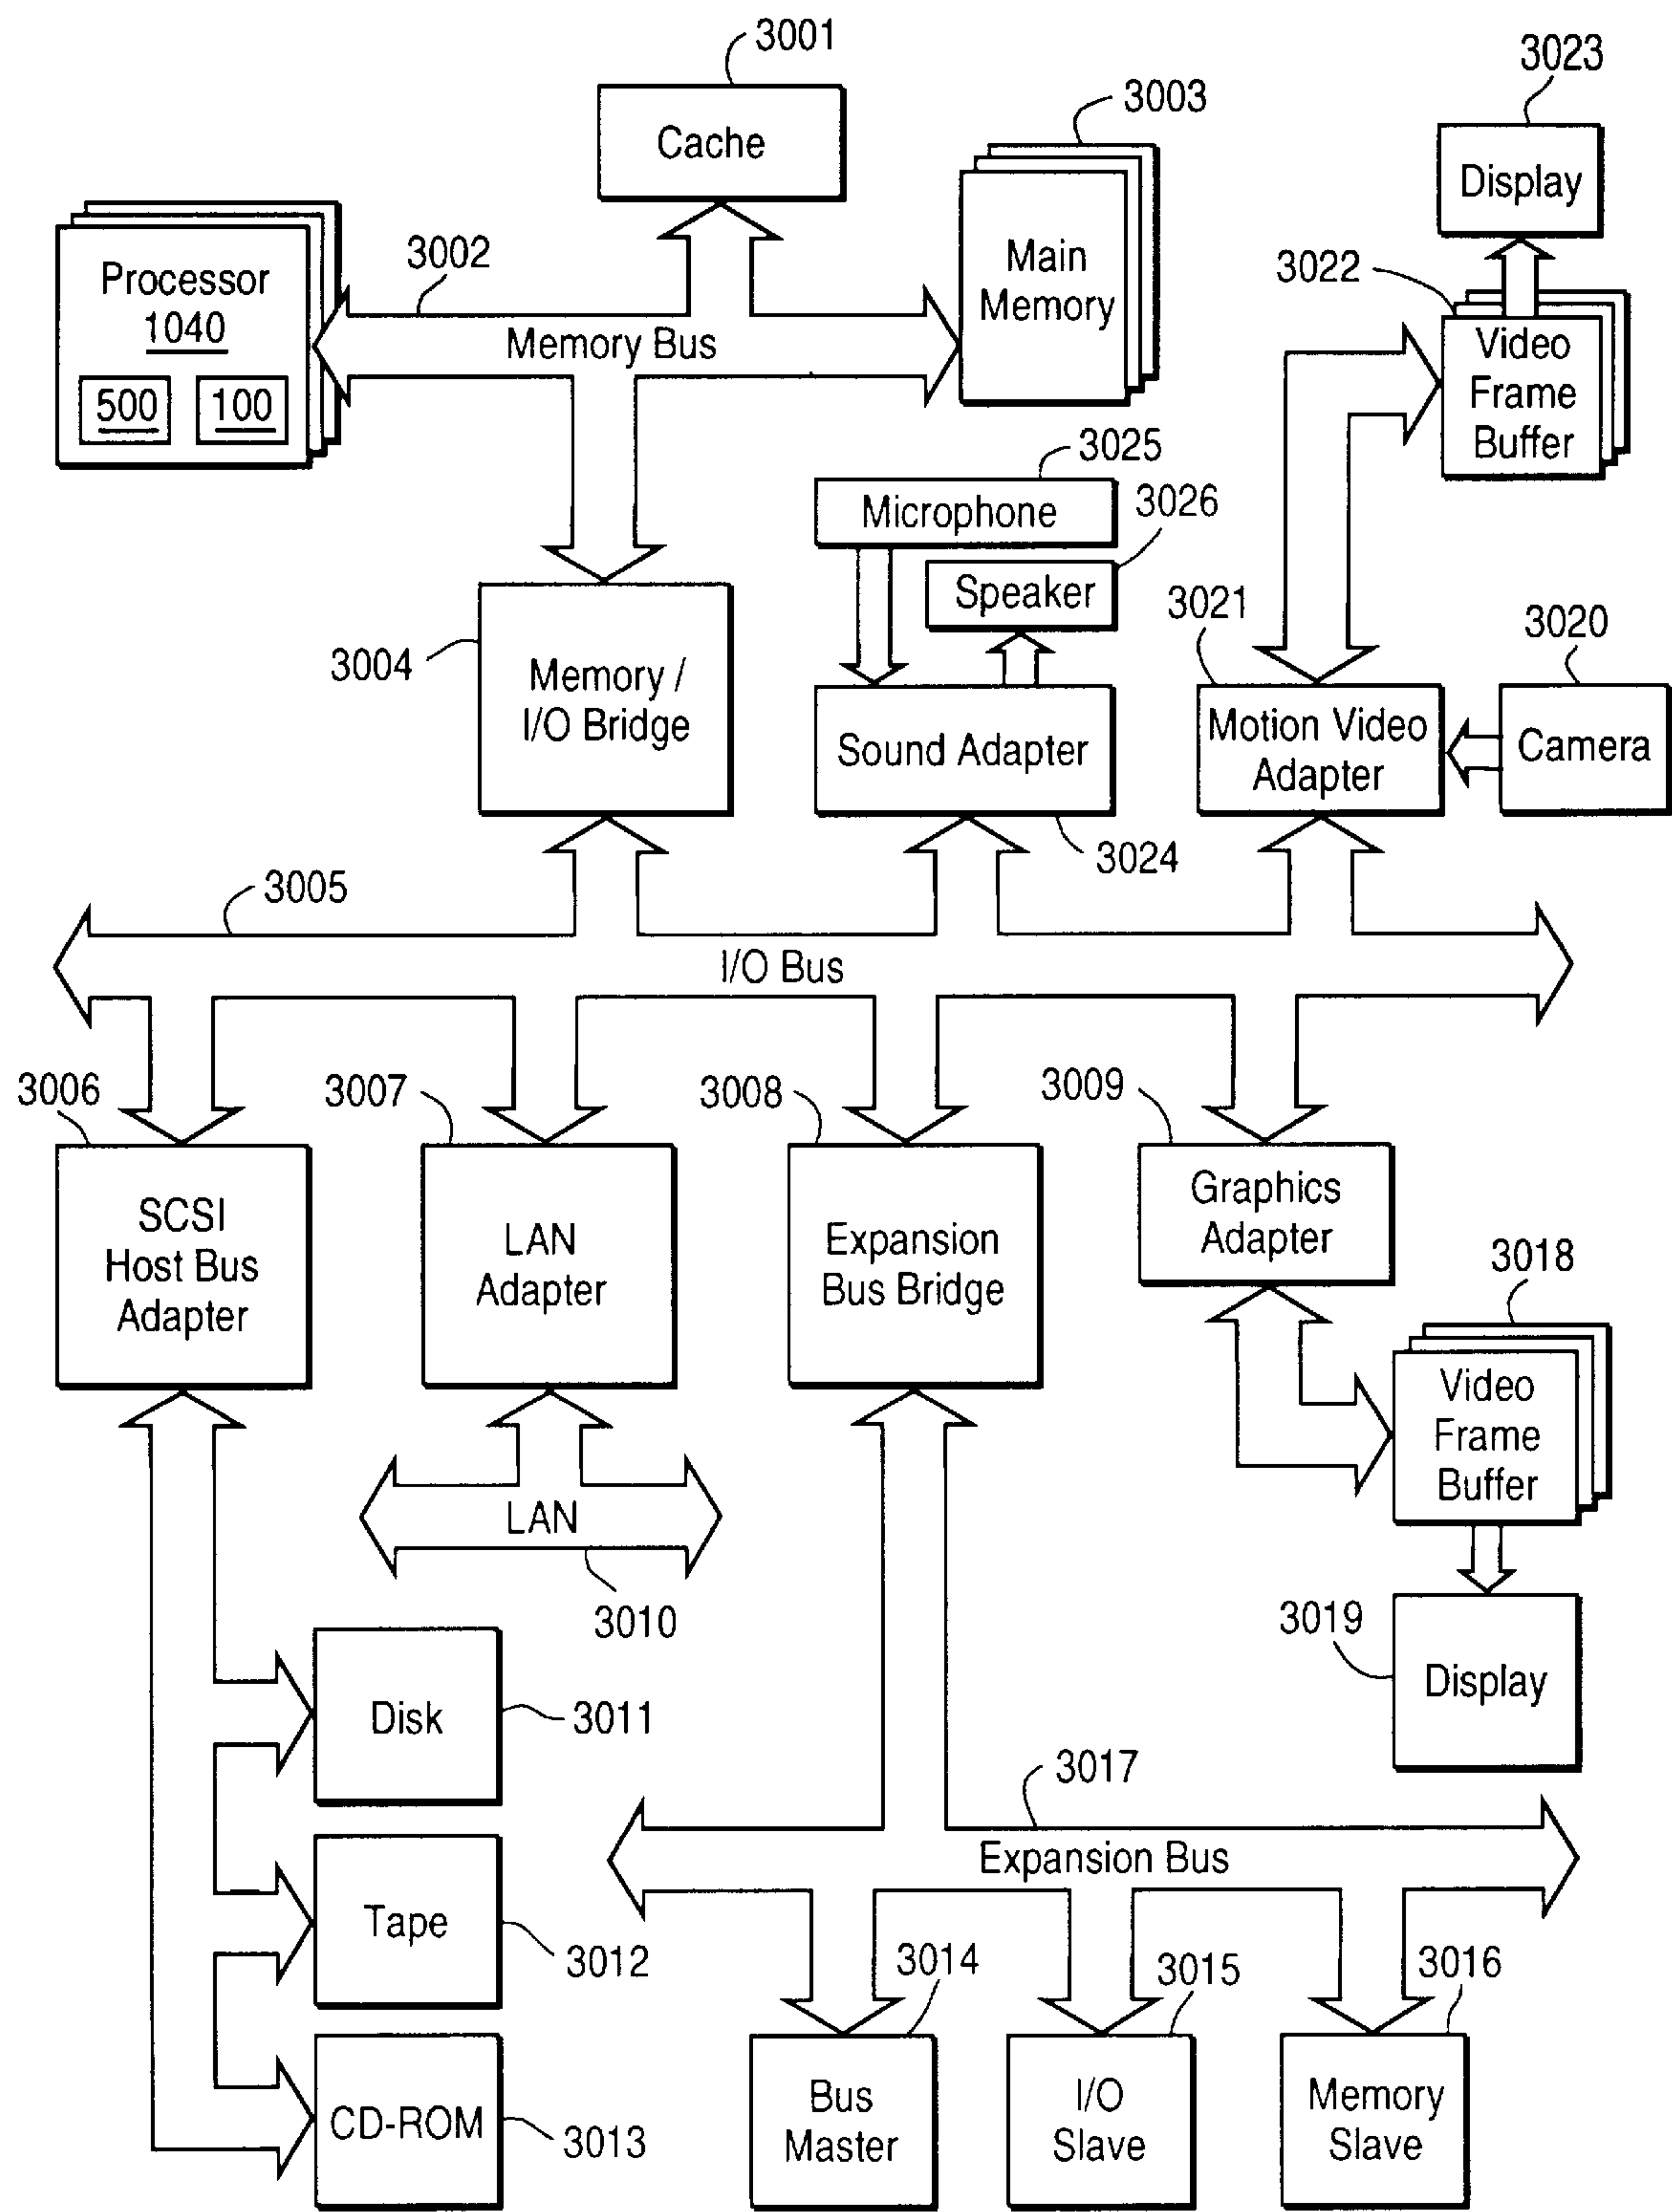 3001
Cache
3003
Main
Memory
3023
Display
3022
Video
Frame
Buffer
Processor
1040
500
100
3002
Memory Bus
3025
Microphone
3026
Speaker
3004
Memory /
I/O Bridge
Sound Adapter
3024
3021
Motion Video
Adapter
3020
Camera
3005
I/O Bus
3006
SCSI
Host Bus
Adapter
3007
LAN
Adapter
3008
Expansion
Bus Bridge
3009
Graphics
Adapter
3018
Video
Frame
Buffer
LAN
3010
3019
Display
Disk
3011
Tape
3012
CD-ROM
3013
3017
Expansion Bus
3014
Bus
Master
3015
I/O
Slave
3016
Memory
Slave